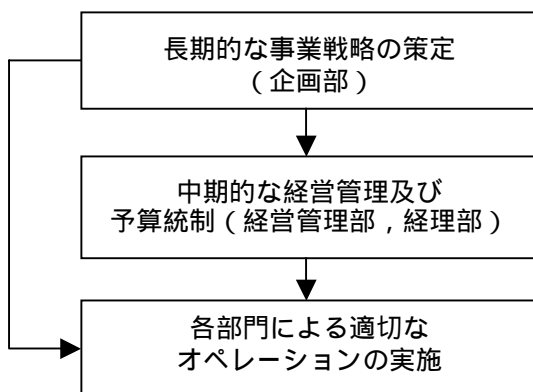 長期的な事業戦略の策定
（企画部）
中期的な経営管理及び
予算統制（経営管理部，経理部）
各部門による適切な
オペレーションの実施